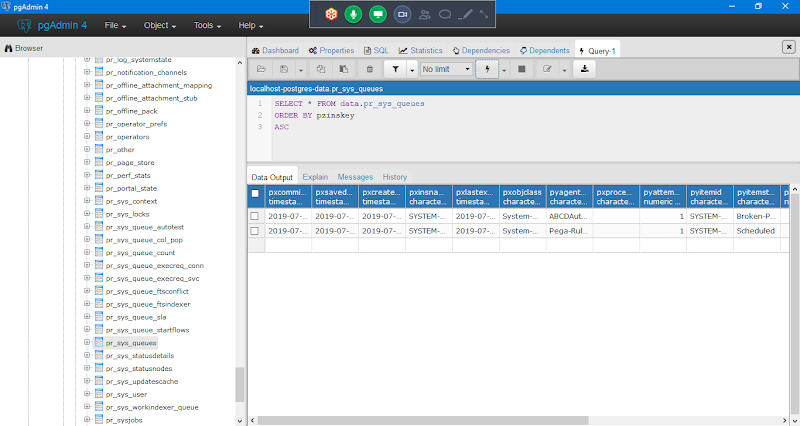 pgAdmin 4
pgAdmin 4 File Object Tools Help
Browser
pr_log_systemstate
pr_notification_channels
pr_offline_attachment_mapping
pr_offline_attachment_stub
pr_offline_pack
pr_operator_prefs
pr_operators
pr_other
pr_page_store
pr_perf_stats
pr_portal_state
pr_sys_context
pr_sys_locks
pr_sys_queue_autotest
pr_sys_queue_col_pop
pr_sys_queue_count
pr_sys_queue_execreq_conn
pr_sys_queue_execreq_svc
pr_sys_queue_ftsconflict
pr_sys_queue_ftsindexer
pr_sys_queue_sla
pr_sys_queue_startflows
pr_sys_queues
pr_sys_statusdetails
pr_sys_statusnodes
pr_sys_updatescache
pr_sys_user
pr_sys_workindexer_queue
pr_sysjobs
Dashboard Properties SQL Statistics Dependencies Dependents Query-1
No limit
localhost-postgres-data.pr_sys_queues
1 SELECT * FROM data.pr_sys_queues
2 ORDER BY pzinskey
3 ASC
Data Output Explain Messages History
pxcommi... pxsaved... pxcreate... pxinsna... pxlastex... pxobjclass pyagent... pxproce... pyattem... pyitemid pyitemst...
timesta... timesta... timesta... characte... timesta... characte... characte... characte... numeric ... characte... characte...
2019-07-... 2019-07-... 2019-07-... SYSTEM-... 2019-07-... System-... ABCDAut... 1 SYSTEM-... Broken-P...
2019-07-... 2019-07-... 2019-07-... SYSTEM-... 2019-07-... System-... Pega-Rul... 1 SYSTEM-... Scheduled